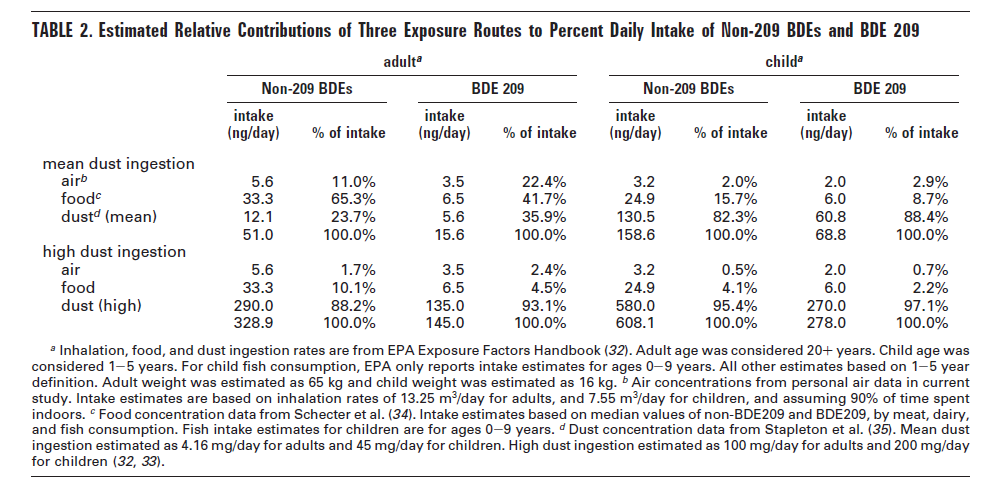 TABLE 2. Estimated Relative Contributions of Three Exposure Routes to Percent Daily Intake of Non-209 BDEs and BDE 209
adultᵃ childᵃ
Non-209 BDEs BDE 209 Non-209 BDEs BDE 209
intake intake intake intake
(ng/day) % of intake (ng/day) % of intake (ng/day) % of intake (ng/day) % of intake
mean dust ingestion
airᵇ 5.6 11.0% 3.5 22.4% 3.2 2.0% 2.0 2.9%
foodᶜ 33.3 65.3% 6.5 41.7% 24.9 15.7% 6.0 8.7%
dustᵈ (mean) 12.1 23.7% 5.6 35.9% 130.5 82.3% 60.8 88.4%
51.0 100.0% 15.6 100.0% 158.6 100.0% 68.8 100.0%
high dust ingestion
air 5.6 1.7% 3.5 2.4% 3.2 0.5% 2.0 0.7%
food 33.3 10.1% 6.5 4.5% 24.9 4.1% 6.0 2.2%
dust (high) 290.0 88.2% 135.0 93.1% 580.0 95.4% 270.0 97.1%
328.9 100.0% 145.0 100.0% 608.1 100.0% 278.0 100.0%
ᵃ Inhalation, food, and dust ingestion rates are from EPA Exposure Factors Handbook (32). Adult age was considered 20+ years. Child age was
considered 1–5 years. For child fish consumption, EPA only reports intake estimates for ages 0–9 years. All other estimates based on 1–5 year
definition. Adult weight was estimated as 65 kg and child weight was estimated as 16 kg. ᵇ Air concentrations from personal air data in current
study. Intake estimates are based on inhalation rates of 13.25 m³/day for adults, and 7.55 m³/day for children, and assuming 90% of time spent
indoors. ᶜ Food concentration data from Schecter et al. (34). Intake estimates based on median values of non-BDE209 and BDE209, by meat, dairy,
and fish consumption. Fish intake estimates for children are for ages 0–9 years. ᵈ Dust concentration data from Stapleton et al. (35). Mean dust
ingestion estimated as 4.16 mg/day for adults and 45 mg/day for children. High dust ingestion estimated as 100 mg/day for adults and 200 mg/day
for children (32, 33).